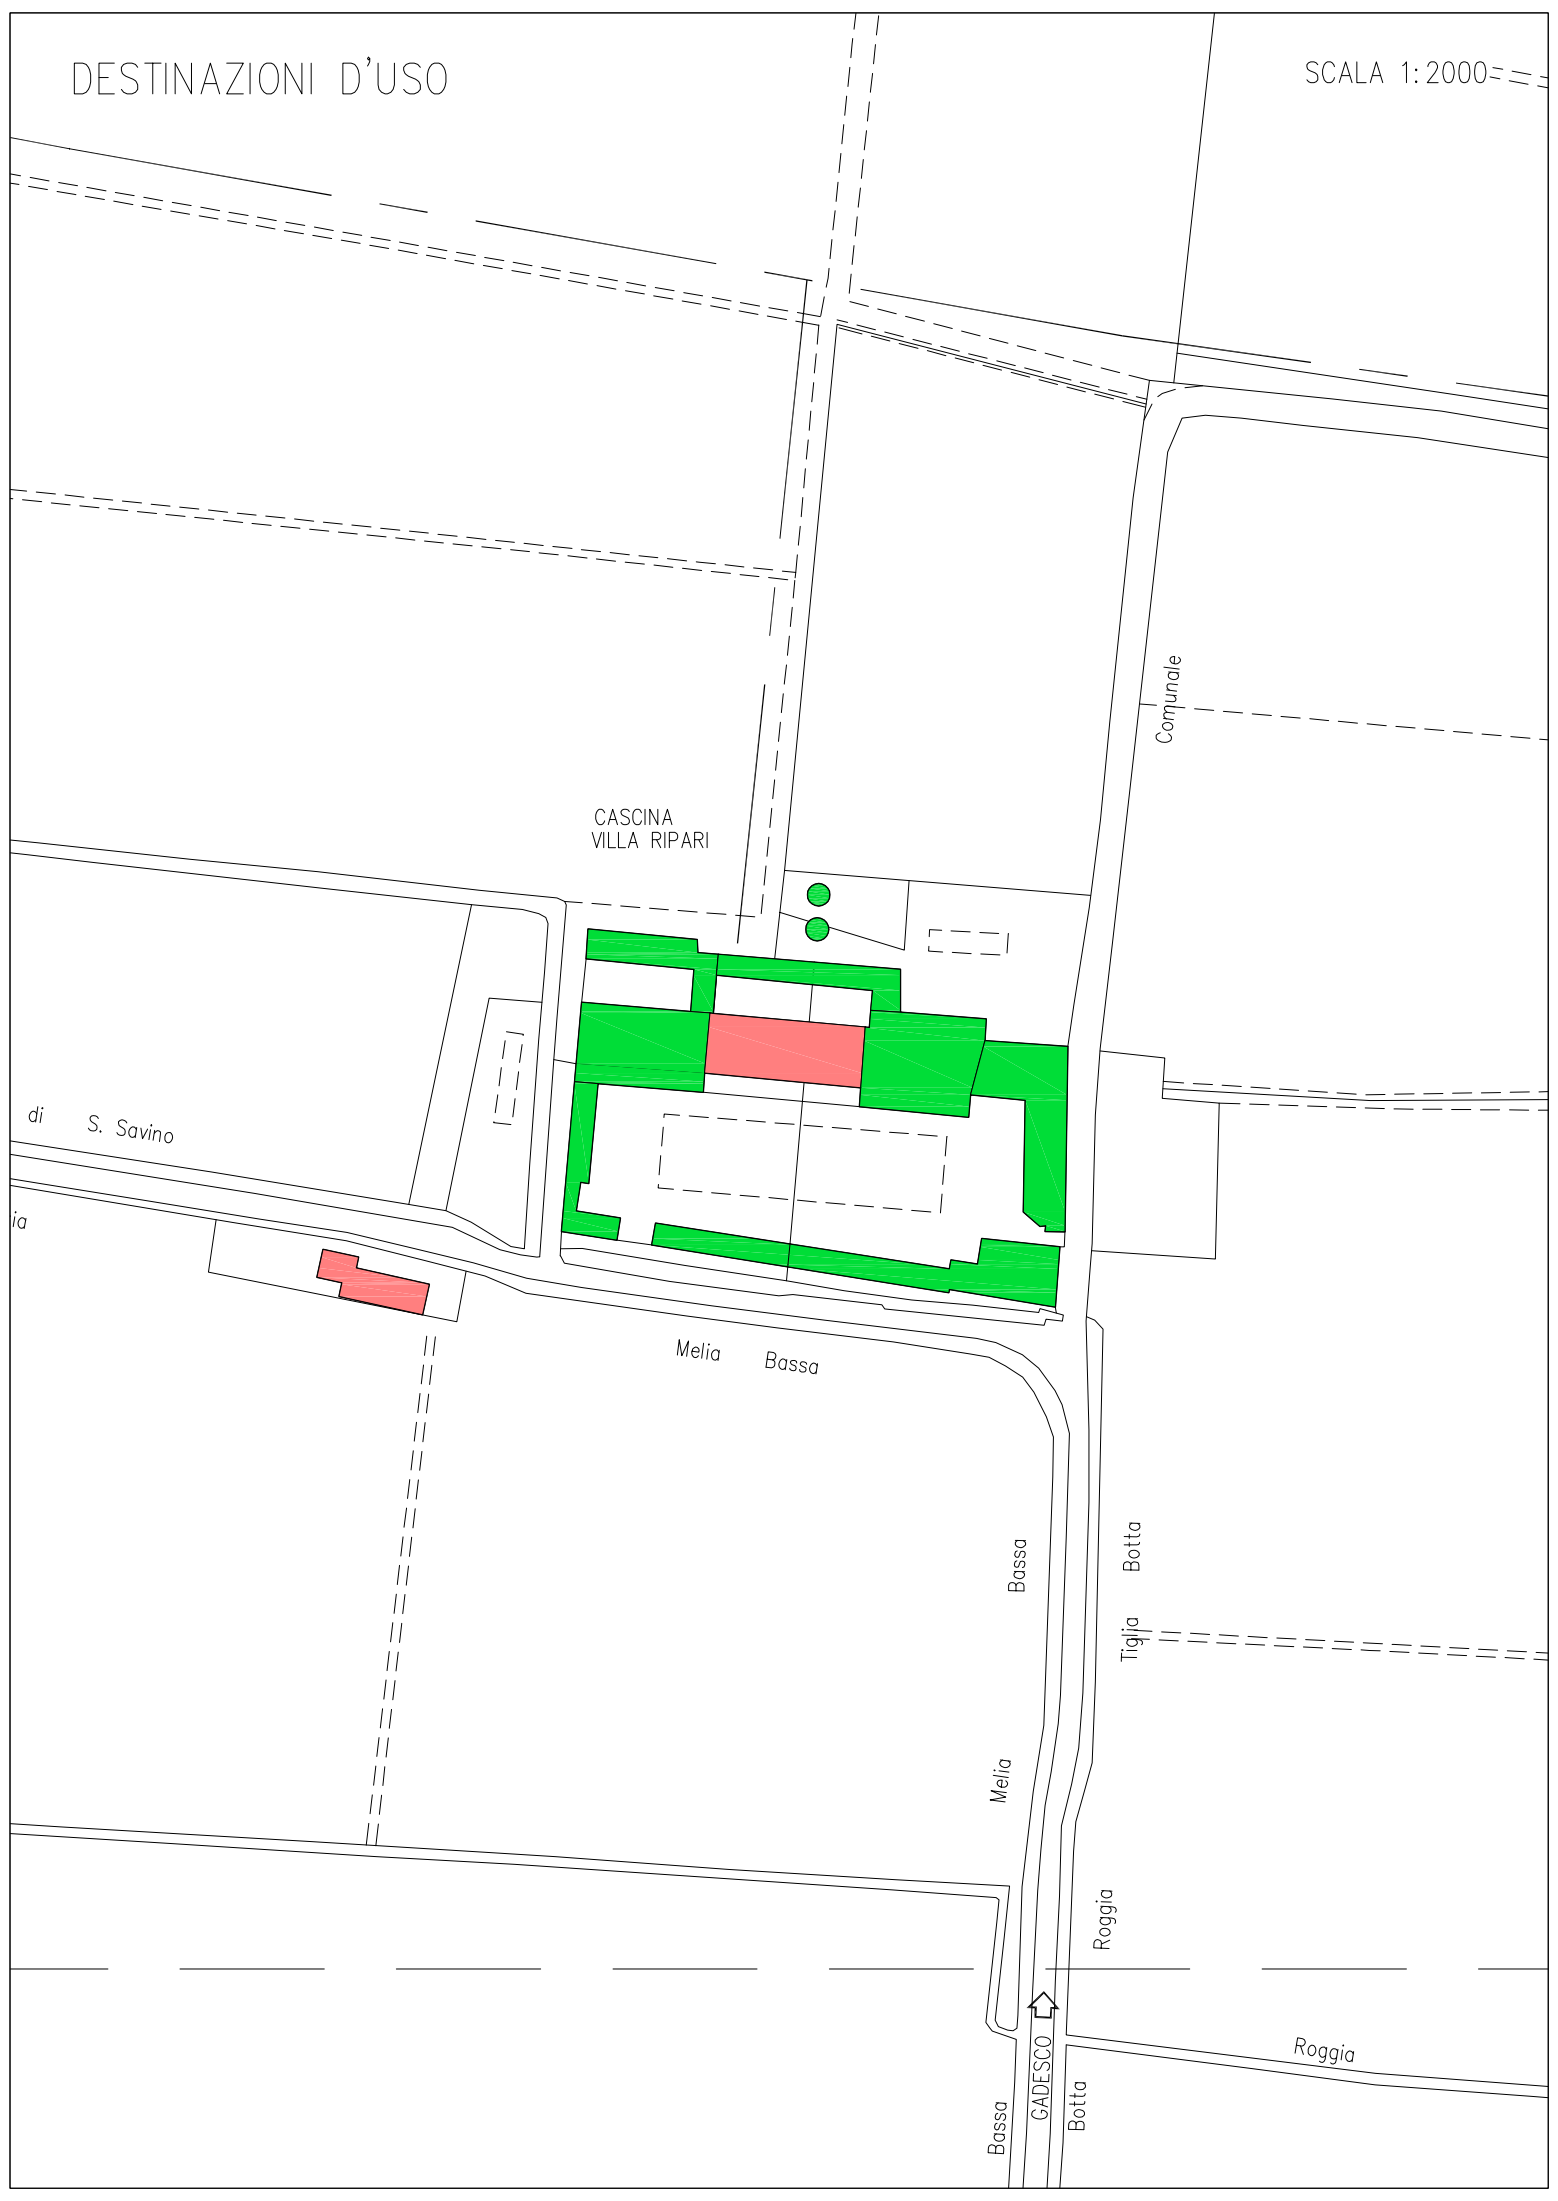 DESTINAZIONI D'USO
SCALA 1:2000
Comunale
CASCINA
VILLA RIPARI
di S. Savino
ia
Melia Bassa
Bassa
Botta
Tiglia
Melia
Roggia
Roggia
GADESCO
Botta
Bassa